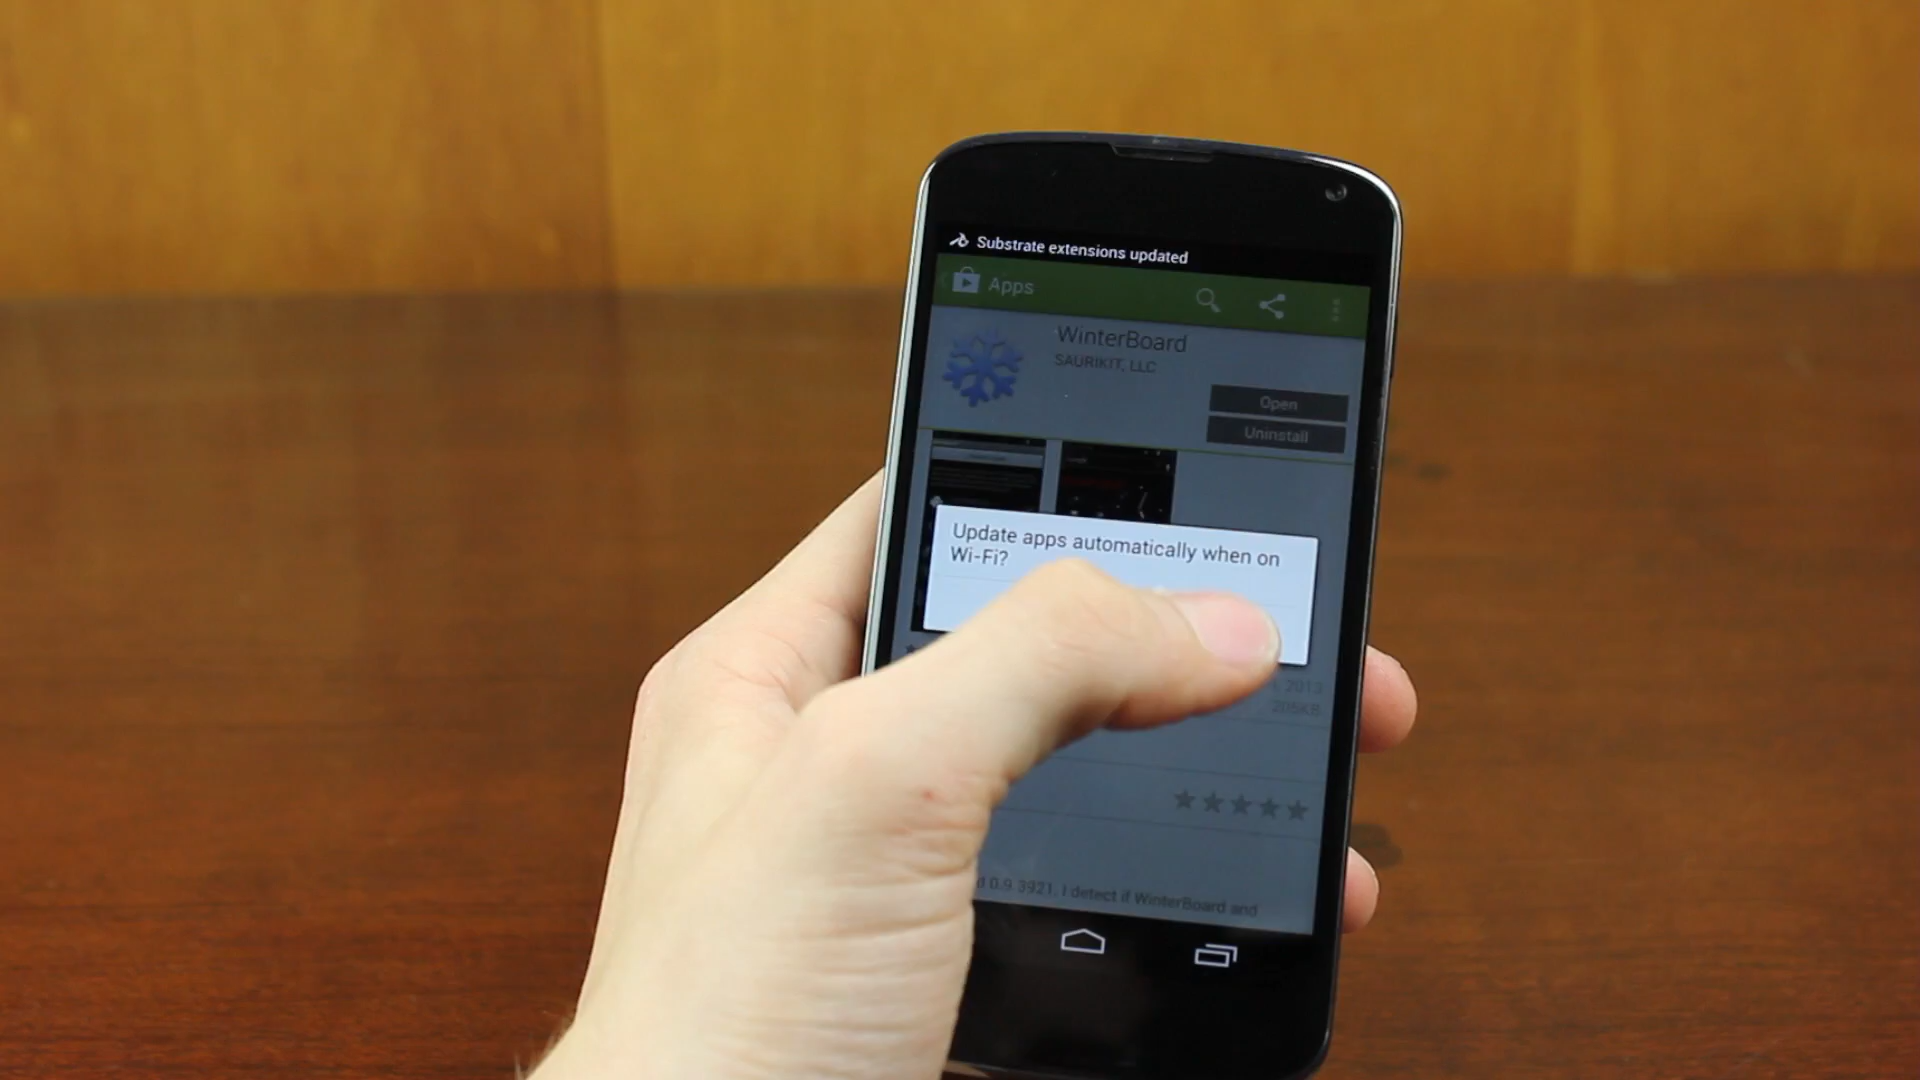 Substrate extensions updated
Apps
WinterBoard
SAURIKIT, LLC
Open
Uninstall
Update apps automatically when on
Wi-Fi?
2013
205KB
0.9.3921. I detect if WinterBoard and